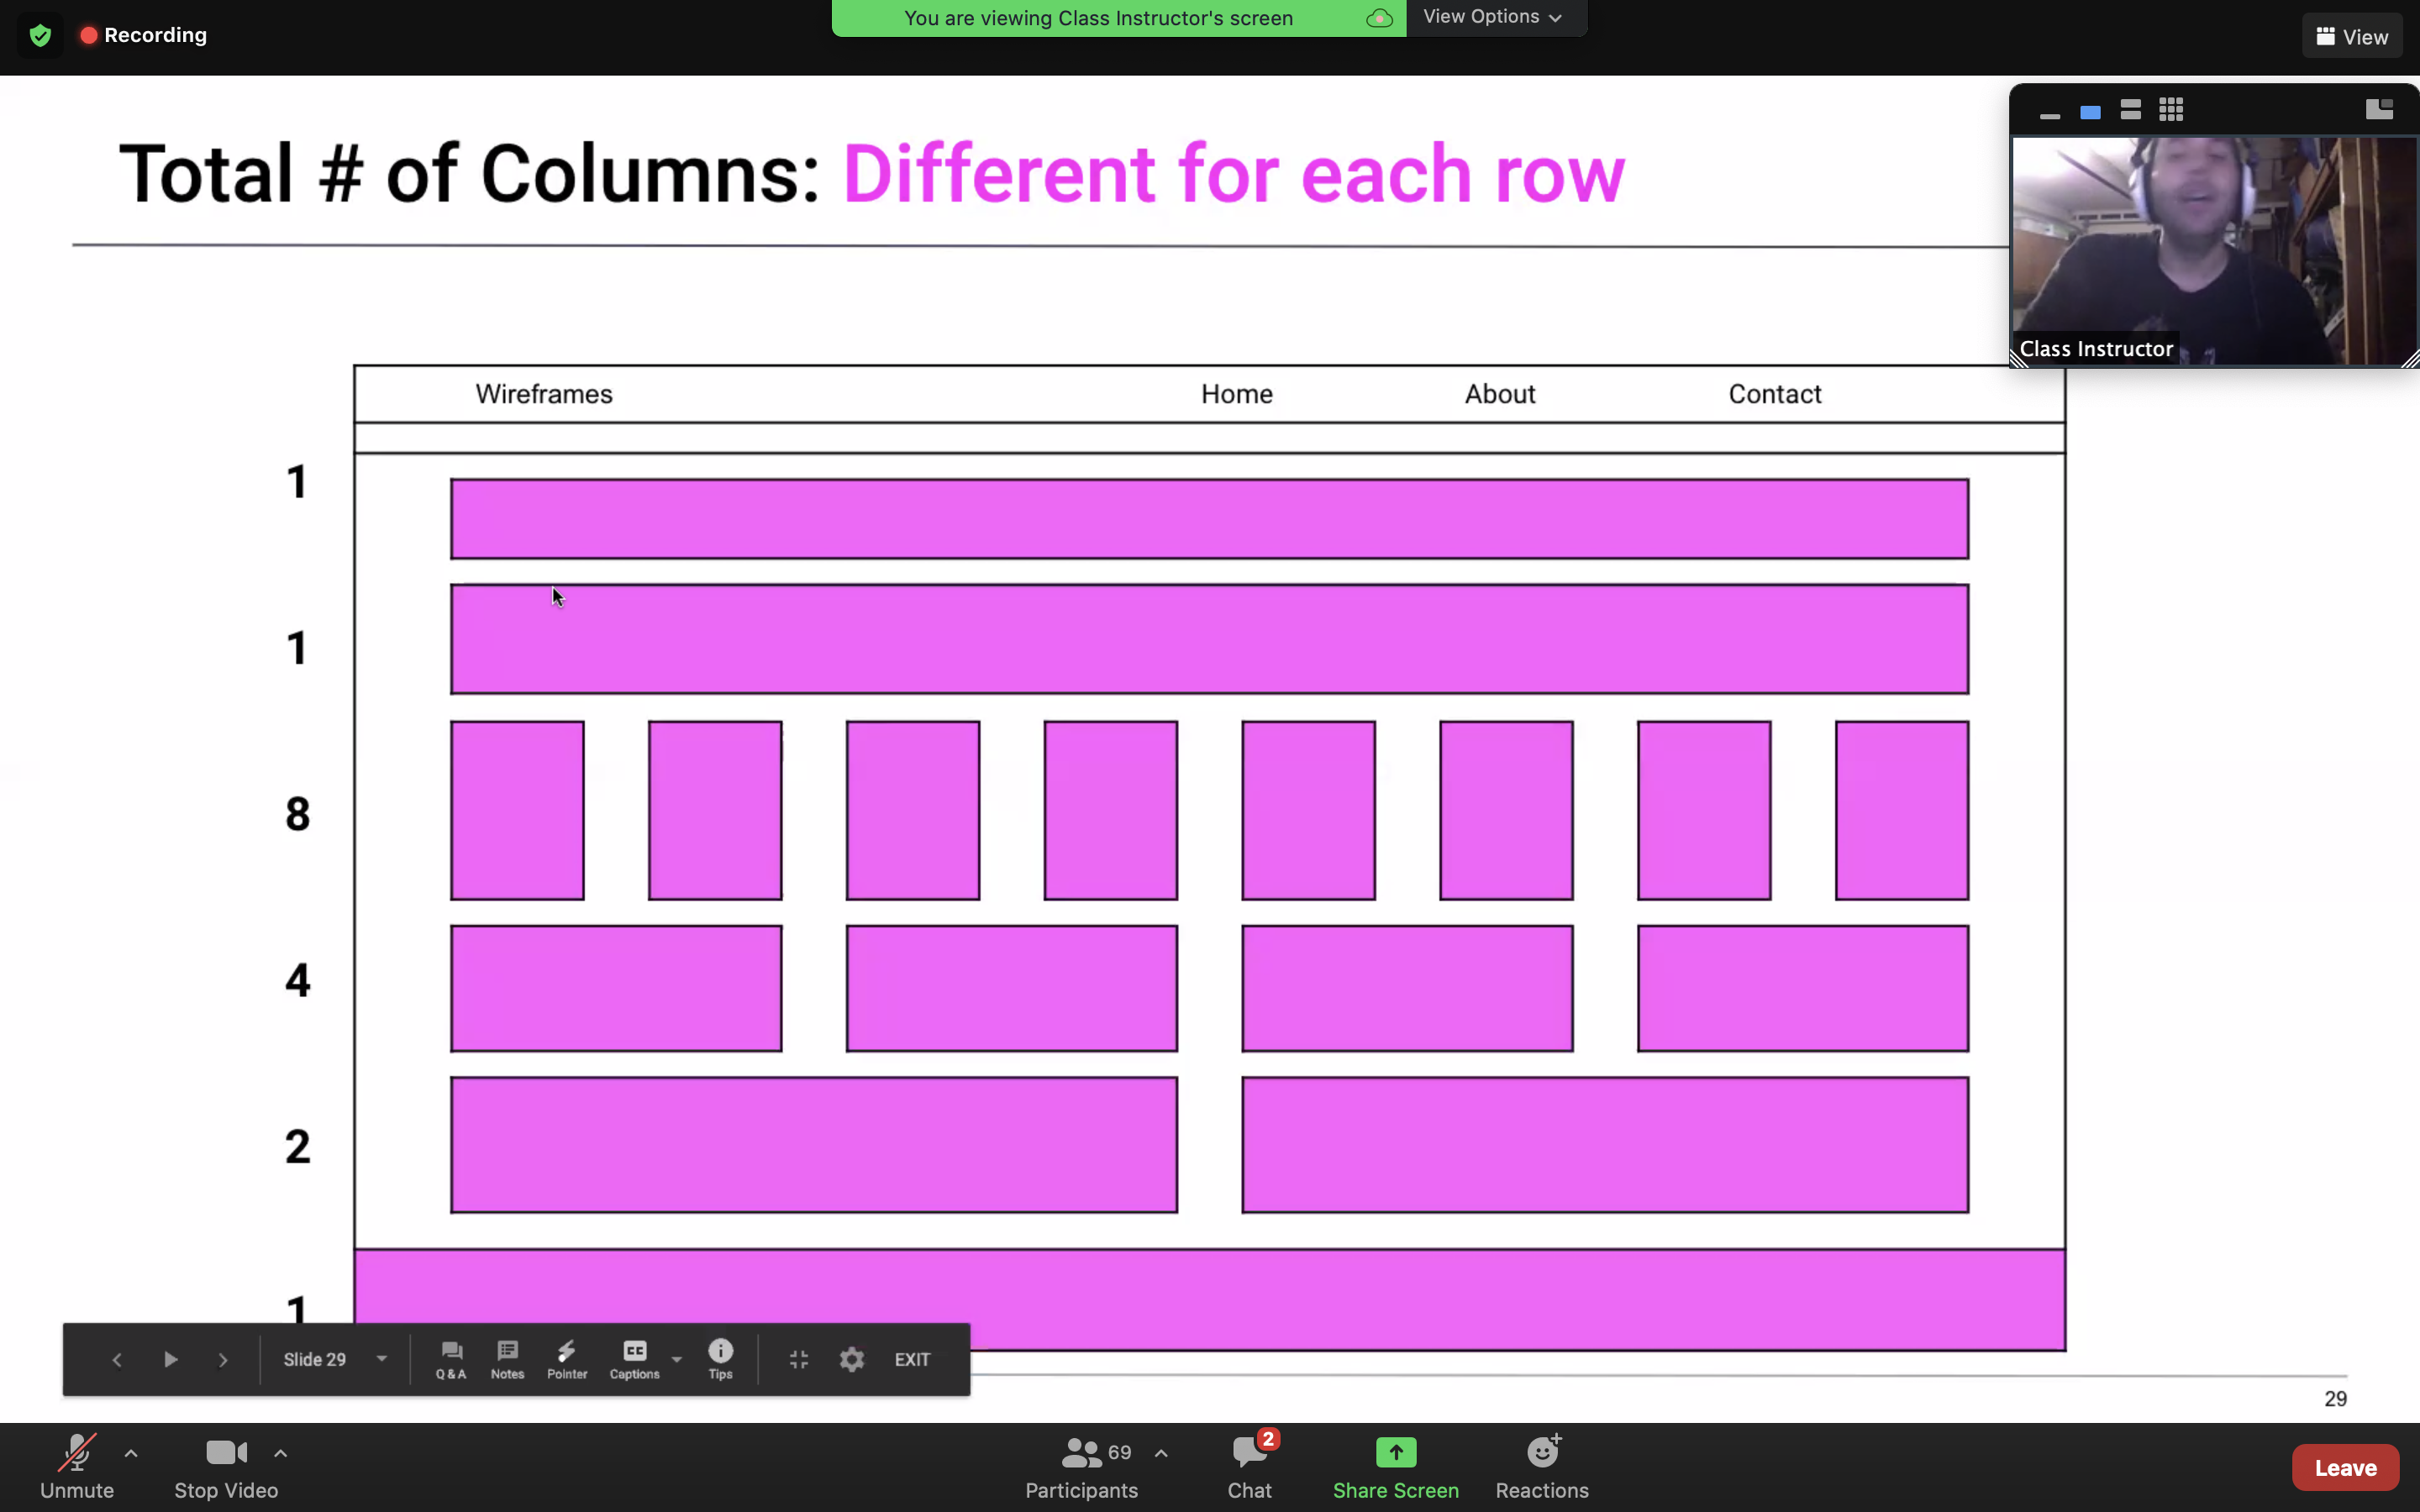 Recording
You are viewing Class Instructor's screen
View Options
View
Total # of Columns: Different for each row
Class Instructor
Wireframes Home About Contact
1
1
8
4
2
1
Slide 29
Q & A
Notes
Pointer
CC
Captions
Tips
EXIT
29
Unmute
Stop Video
69
Participants
2
Chat
Share Screen
Reactions
Leave